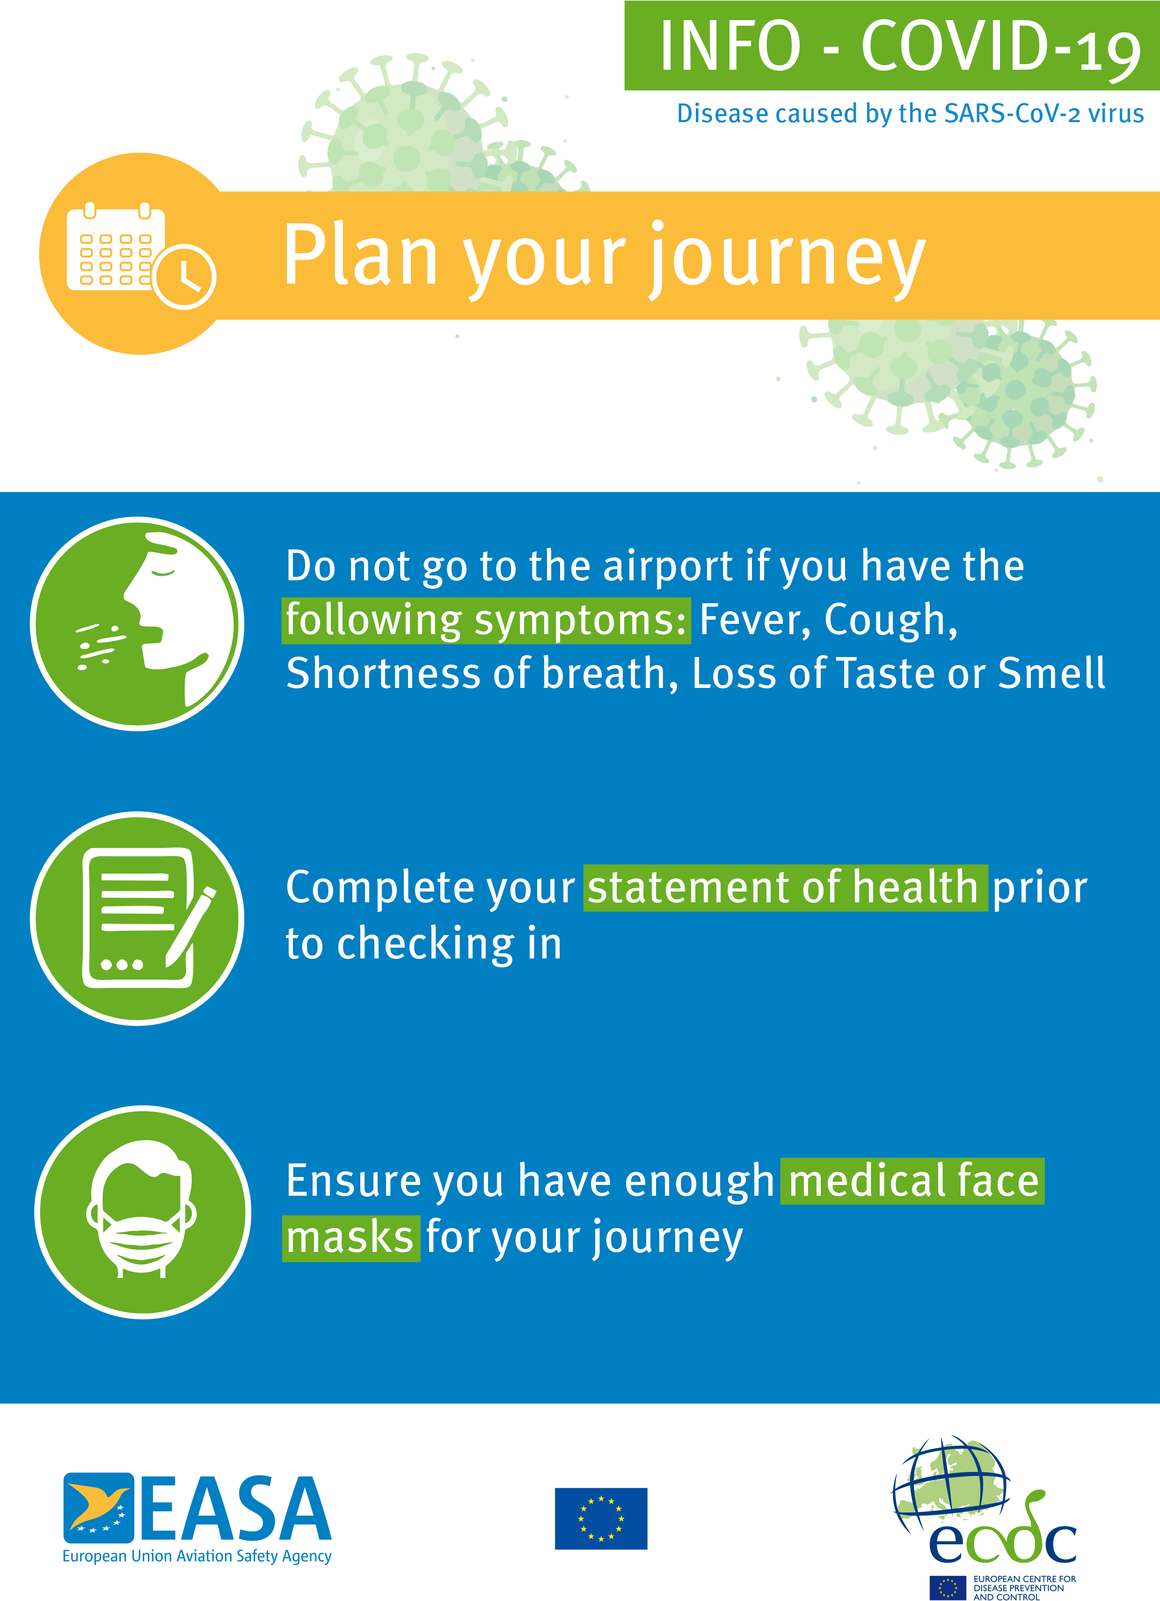 INFO - COVID-19
Disease caused by the SARS-CoV-2 virus
Plan your journey
Do not go to the airport if you have the
following symptoms: Fever, Cough,
Shortness of breath, Loss of Taste or Smell
Complete your statement of health prior
to checking in
Ensure you have enough medical face
masks for your journey
EASA
European Union Aviation Safety Agency
ecdc
EUROPEAN CENTRE FOR
DISEASE PREVENTION
AND CONTROL